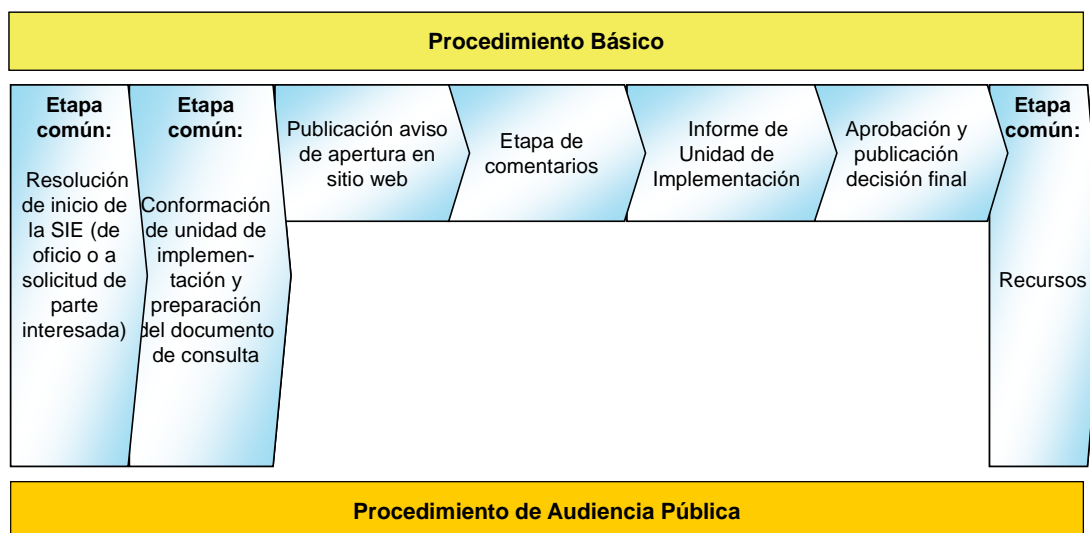 Procedimiento Básico
Etapa
común:
Resolución
de inicio de
la SIE (de
oficio o a
solicitud de
parte
interesada)
Etapa
común:
Conformación
de unidad de
implemen-
tación y
preparación
del documento
de consulta
Publicación aviso
de apertura en
sitio web
Etapa de
comentarios
Informe de
Unidad de
Implementación
Aprobación y
publicación
decisión final
Etapa
común:
Recursos
Procedimiento de Audiencia Pública